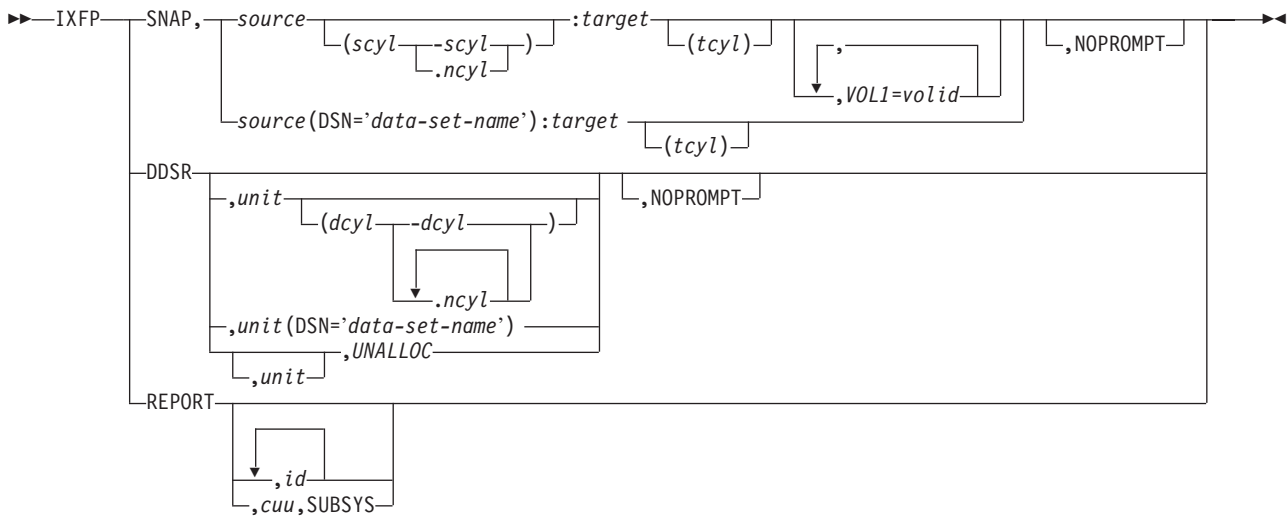 IXFP SNAP, source :target ,NOPROMPT
(scyl -scyl ) (tcyl) ,
.ncyl ,VOL1=volid
source(DSN='data-set-name'):target
(tcyl)
DDSR
,unit ,NOPROMPT
(dcyl -dcyl )
.ncyl
,unit(DSN='data-set-name')
,UNALLOC
,unit
REPORT
,id
,cuu,SUBSYS